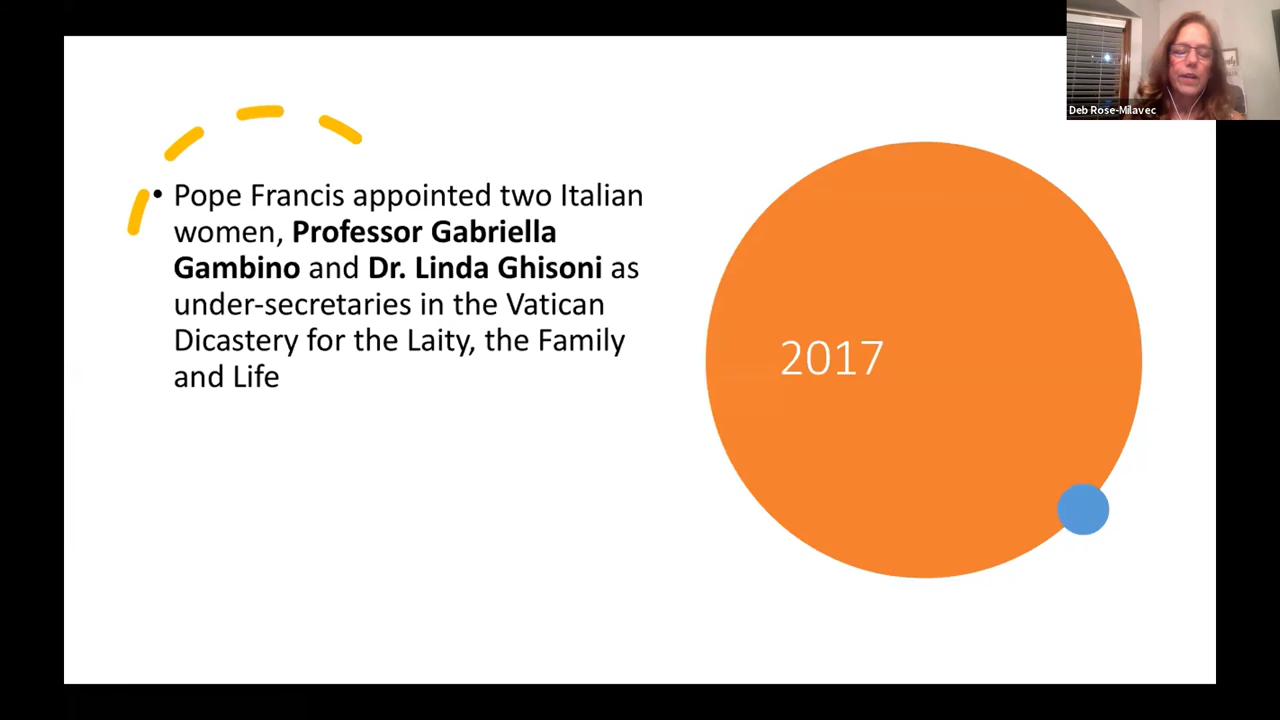 Deb Rose-Milavec
• Pope Francis appointed two Italian
women, Professor Gabriella
Gambino and Dr. Linda Ghisoni as
under-secretaries in the Vatican
Dicastery for the Laity, the Family
and Life
2017